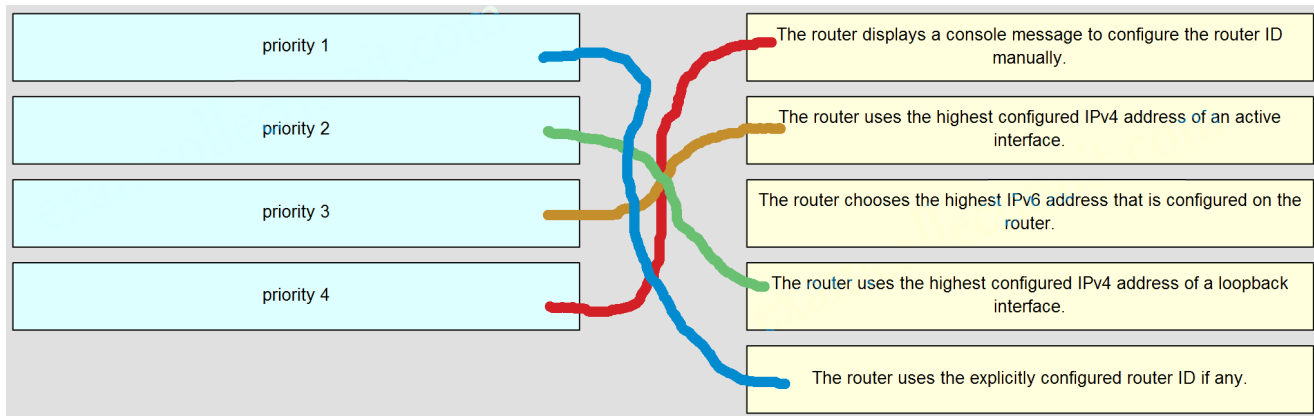 priority 1
The router displays a console message to configure the router ID
manually.
priority 2
The router uses the highest configured IPv4 address of an active
interface.
priority 3
The router chooses the highest IPv6 address that is configured on the
router.
priority 4
The router uses the highest configured IPv4 address of a loopback
interface.
The router uses the explicitly configured router ID if any.